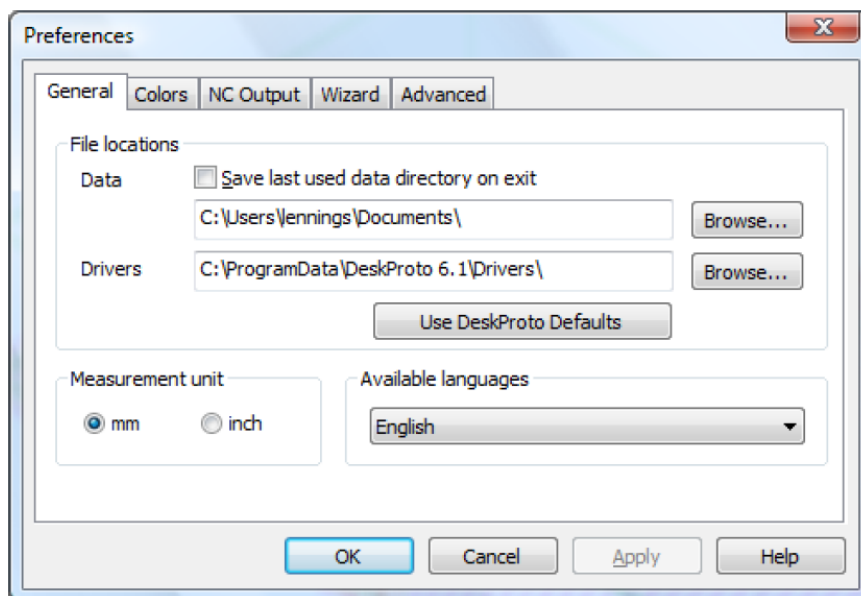 Preferences
General Colors NC Output Wizard Advanced
File locations
Data Save last used data directory on exit
C:\Users\lennings\Documents\ Browse...
Drivers C:\ProgramData\DeskProto 6.1\Drivers\ Browse...
Use DeskProto Defaults
Measurement unit Available languages
mm inch English
OK Cancel Apply Help